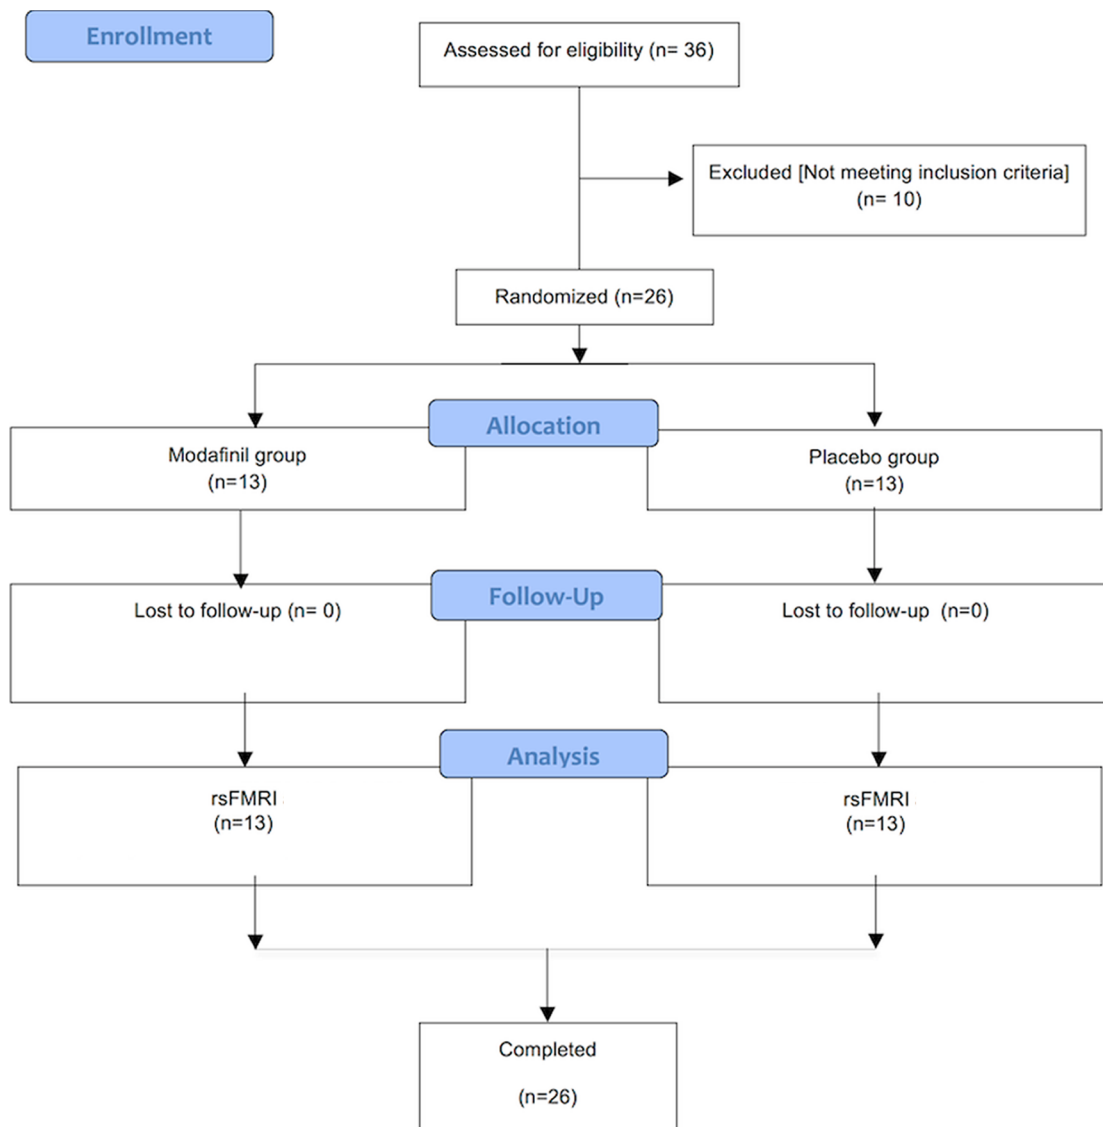 Enrollment
Assessed for eligibility (n= 36)
Excluded [Not meeting inclusion criteria]
(n= 10)
Randomized (n=26)
Allocation
Modafinil group
(n=13)
Placebo group
(n=13)
Follow-Up
Lost to follow-up (n= 0)
Lost to follow-up  (n=0)
Analysis
rsFMRI
(n=13)
rsFMRI
(n=13)
Completed
(n=26)